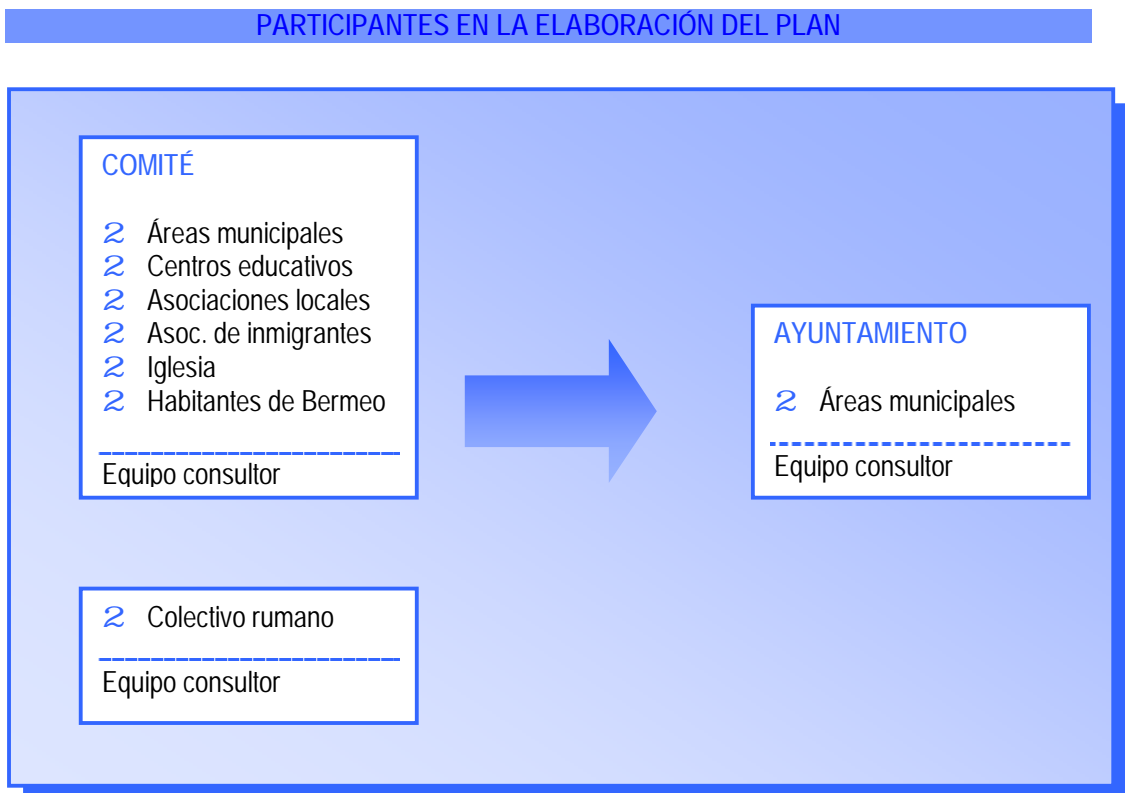 PARTICIPANTES EN LA ELABORACIÓN DEL PLAN
COMITÉ
2 Áreas municipales
2 Centros educativos
2 Asociaciones locales
2 Asoc. de inmigrantes
2 Iglesia
2 Habitantes de Bermeo
Equipo consultor
AYUNTAMIENTO
2 Áreas municipales
Equipo consultor
2 Colectivo rumano
Equipo consultor